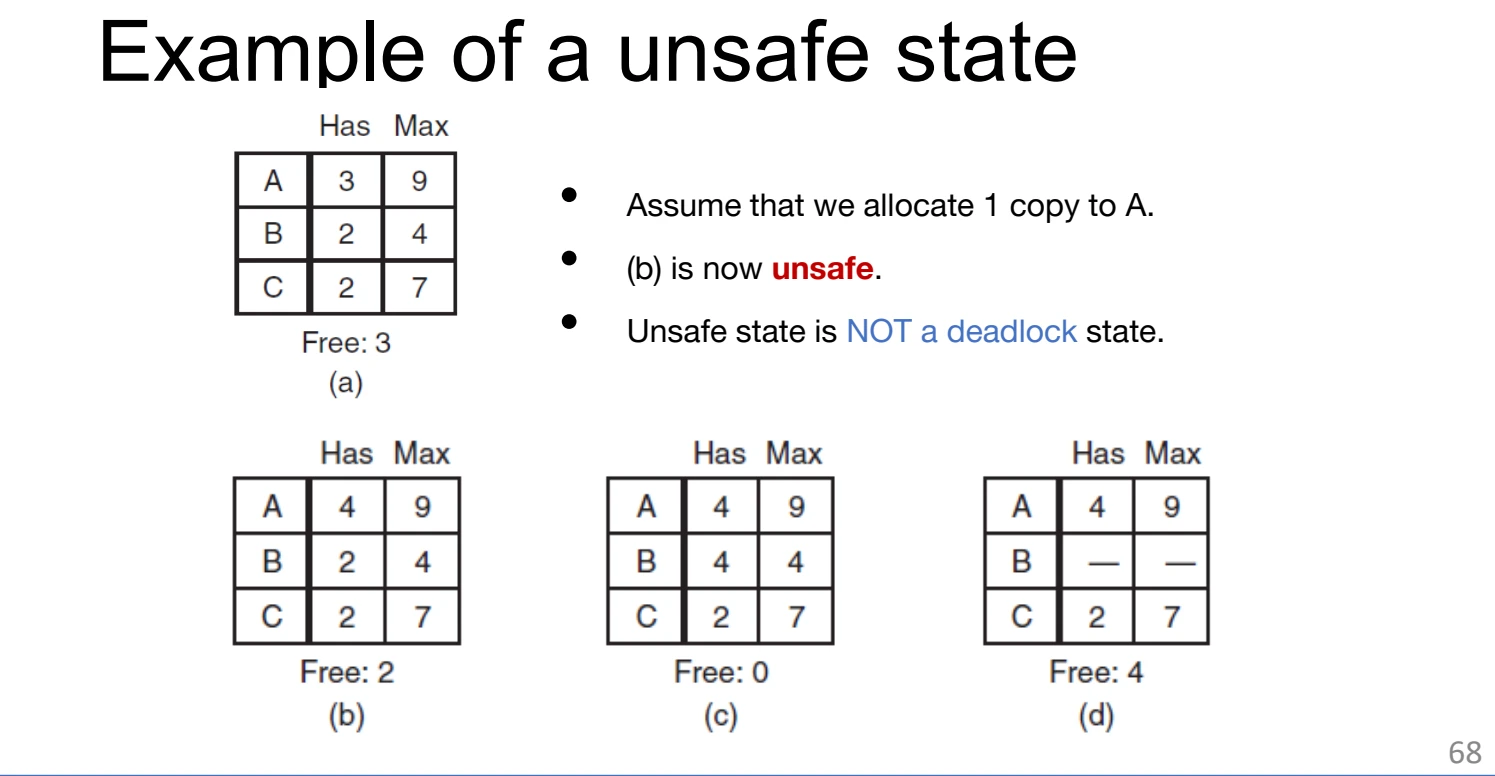 Example of a unsafe state
Has Max
A 3 9
B 2 4
C 2 7
Free: 3
(a)
• Assume that we allocate 1 copy to A.
• (b) is now unsafe.
• Unsafe state is NOT a deadlock state.
Has Max
A 4 9
B 2 4
C 2 7
Free: 2
(b)
Has Max
A 4 9
B 4 4
C 2 7
Free: 0
(c)
Has Max
A 4 9
B — —
C 2 7
Free: 4
(d)
68